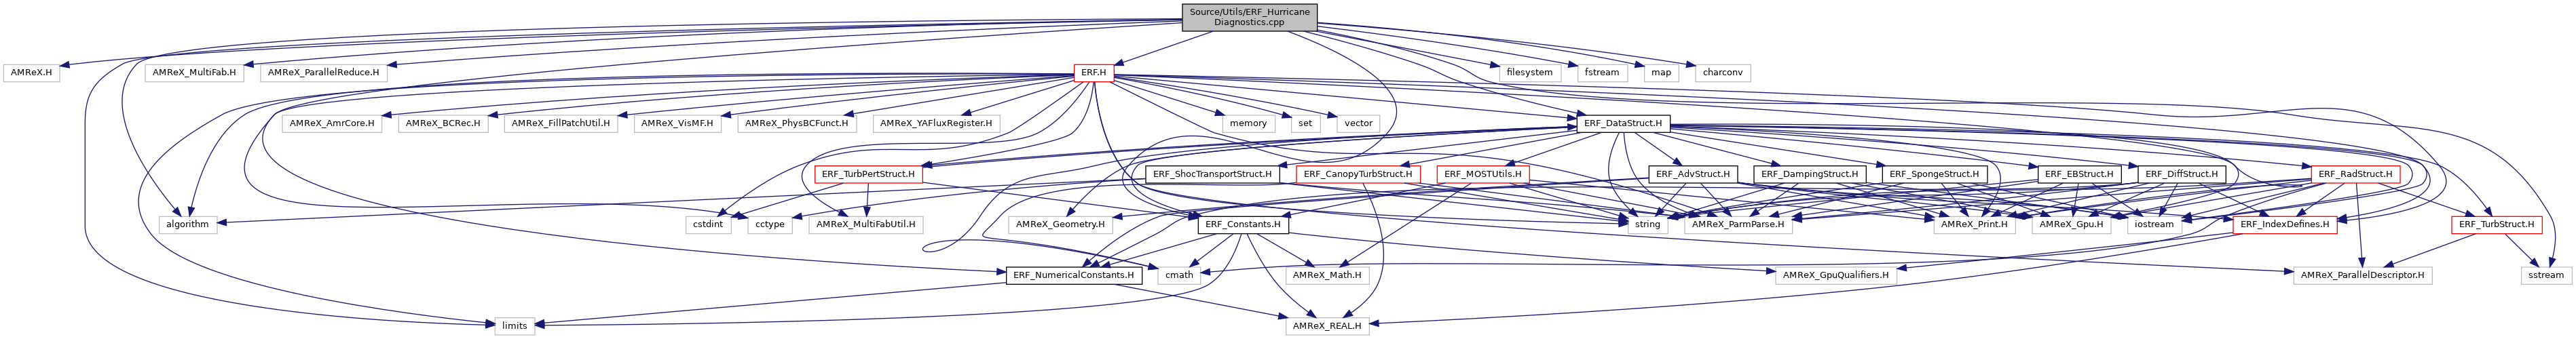 Source/Utils/ERF_Hurricane
Diagnostics.cpp
AMReX.H
AMReX_MultiFab.H
AMReX_ParallelReduce.H
ERF.H
filesystem
fstream
map
charconv
AMReX_AmrCore.H
AMReX_BCRec.H
AMReX_FillPatchUtil.H
AMReX_VisMF.H
AMReX_PhysBCFunct.H
AMReX_YAFluxRegister.H
memory
set
vector
ERF_DataStruct.H
ERF_TurbPertStruct.H
ERF_ShocTransportStruct.H
ERF_CanopyTurbStruct.H
ERF_MOSTUtils.H
ERF_AdvStruct.H
ERF_DampingStruct.H
ERF_SpongeStruct.H
ERF_EBStruct.H
ERF_DiffStruct.H
ERF_RadStruct.H
algorithm
cstdint
cctype
AMReX_MultiFabUtil.H
AMReX_Geometry.H
ERF_Constants.H
string
AMReX_ParmParse.H
AMReX_Print.H
AMReX_Gpu.H
iostream
ERF_IndexDefines.H
ERF_TurbStruct.H
ERF_NumericalConstants.H
cmath
AMReX_Math.H
AMReX_GpuQualifiers.H
AMReX_ParallelDescriptor.H
sstream
limits
AMReX_REAL.H